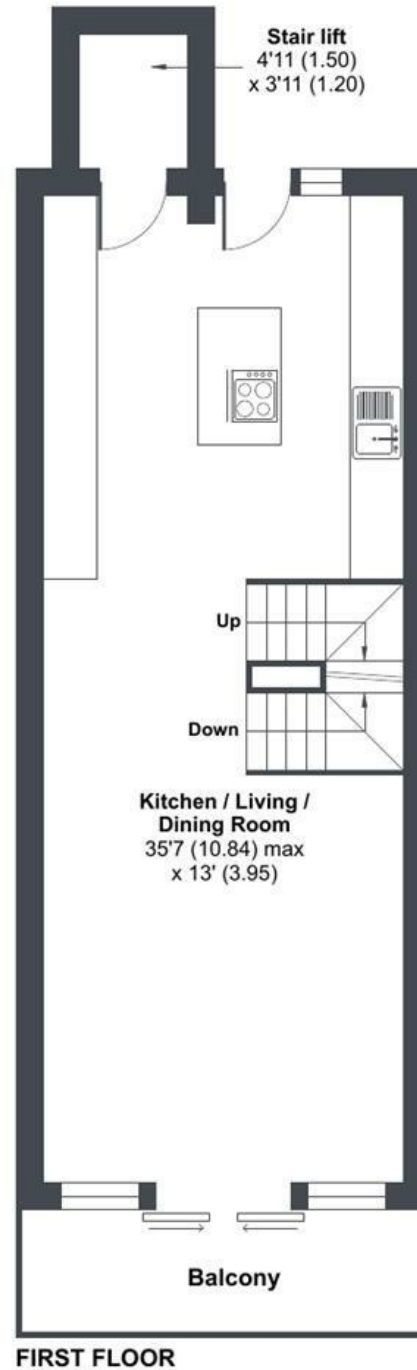 Stair lift
4'11 (1.50)
x 3'11 (1.20)
Up
Down
Kitchen / Living /
Dining Room
35'7 (10.84) max
x 13' (3.95)
Balcony
FIRST FLOOR